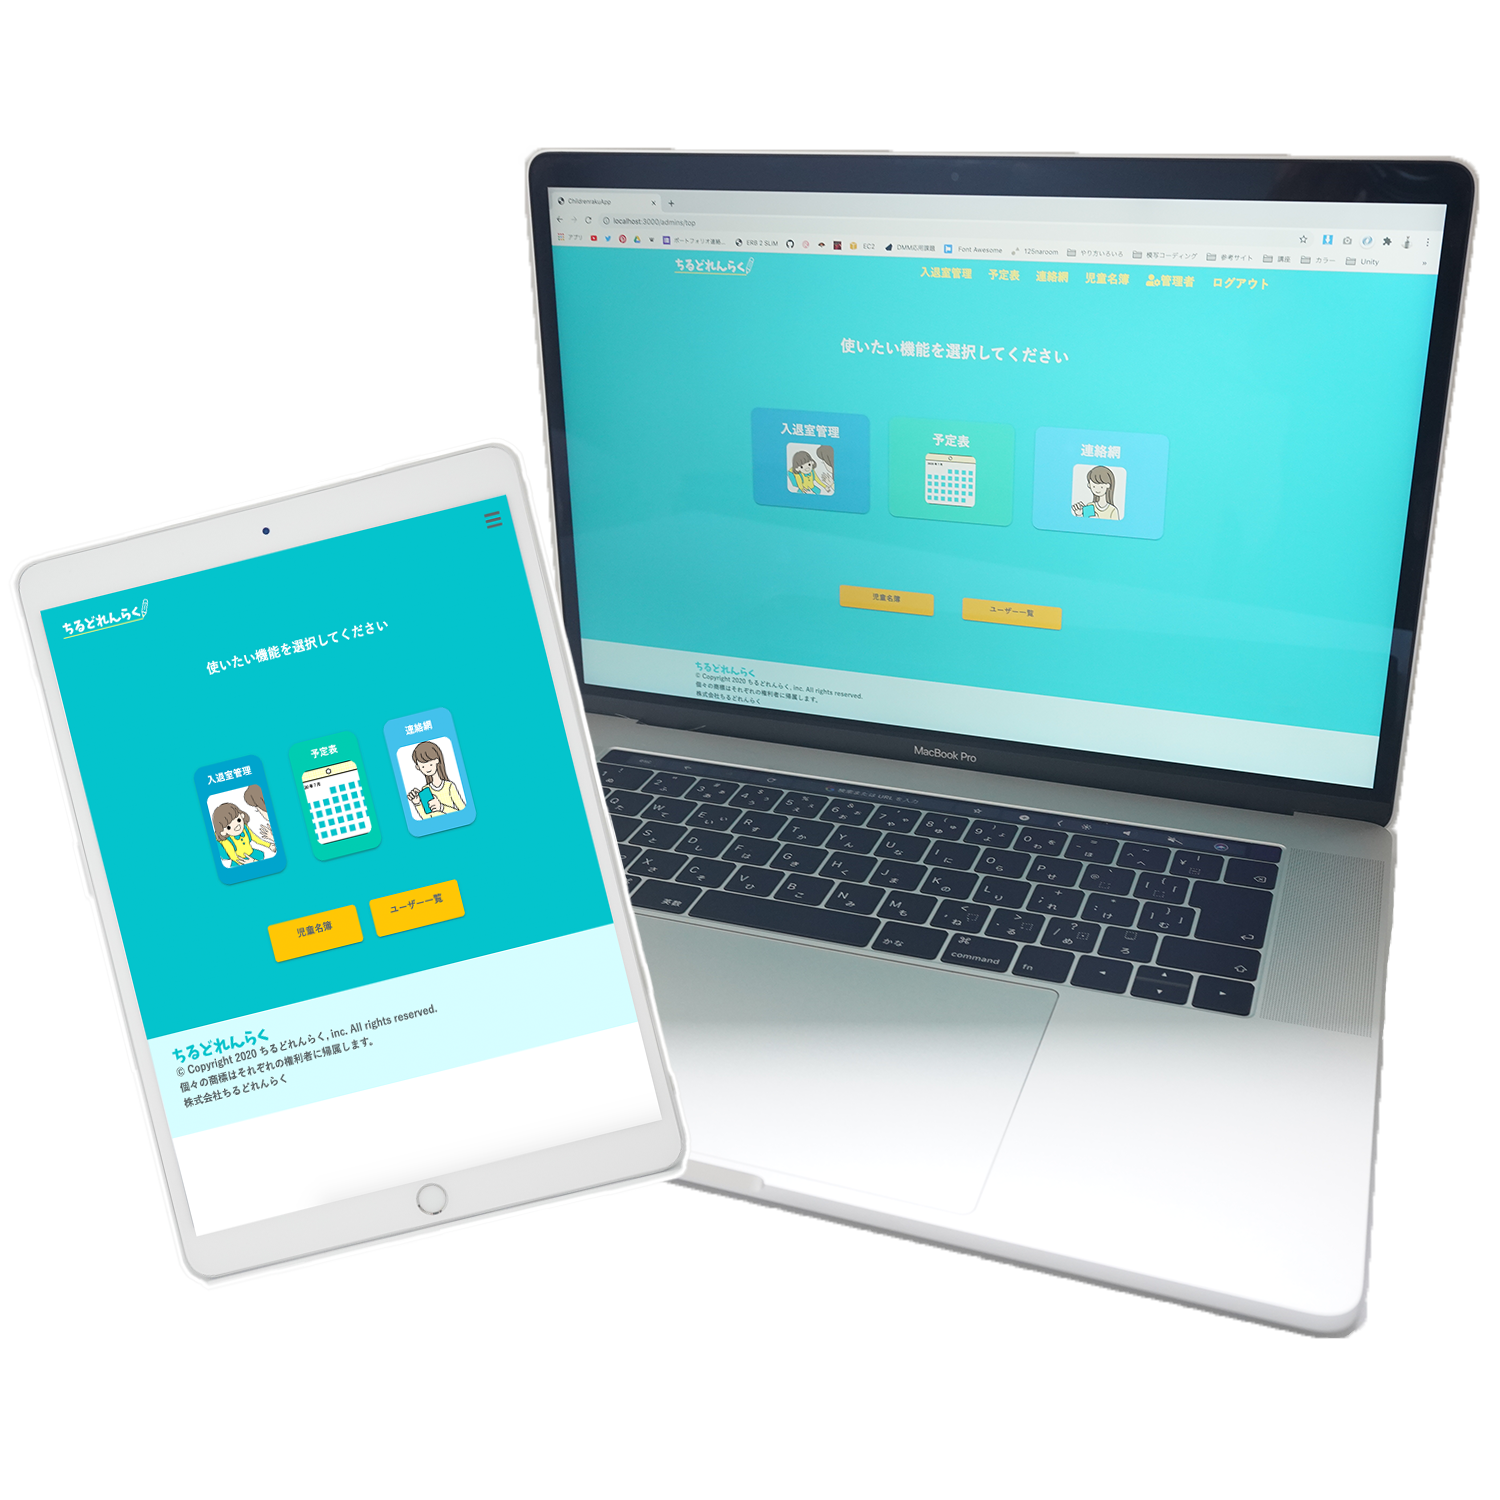 ChildrenrakuApp
localhost:3000/admins/top
アプリ
ポートフォリオ連絡...
ERB 2 SLIM
EC2
DMM応用課題
Font Awesome
125naroom
やり方いろいろ
模写コーディング
参考サイト
講座
カラー
Unity
ちるどれんらく
入退室管理 予定表 連絡網 児童名簿 管理者 ログアウト
使いたい機能を選択してください
入退室管理
予定表
連絡網
児童名簿
ユーザー一覧
ちるどれんらく
© Copyright 2020 ちるどれんらく, inc. All rights reserved.
個々の商標はそれぞれの権利者に帰属します。
株式会社ちるどれんらく
MacBook Pro
英数
かな
command
fn
ちるどれんらく
使いたい機能を選択してください
入退室管理
予定表
連絡網
児童名簿
ユーザー一覧
ちるどれんらく
© Copyright 2020 ちるどれんらく, inc. All rights reserved.
個々の商標はそれぞれの権利者に帰属します。
株式会社ちるどれんらく